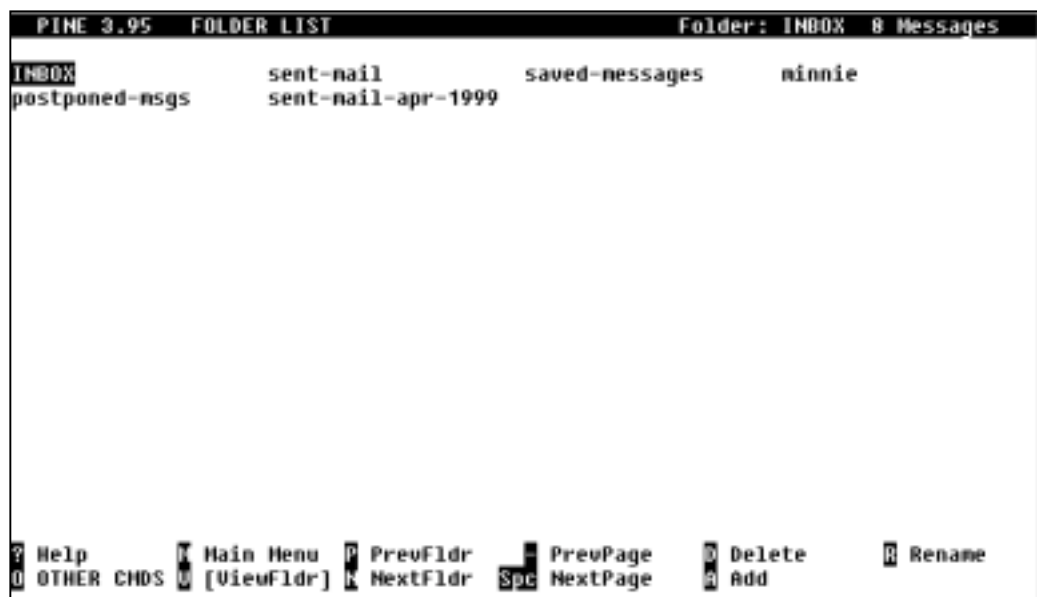 PINE 3.95 FOLDER LIST Folder: INBOX 8 Messages
INBOX sent-mail saved-messages minnie
postponed-msgs sent-mail-apr-1999
? Help M Main Menu P PrevFldr - PrevPage D Delete R Rename
O OTHER CMDS V [ViewFldr] N NextFldr Spc NextPage A Add